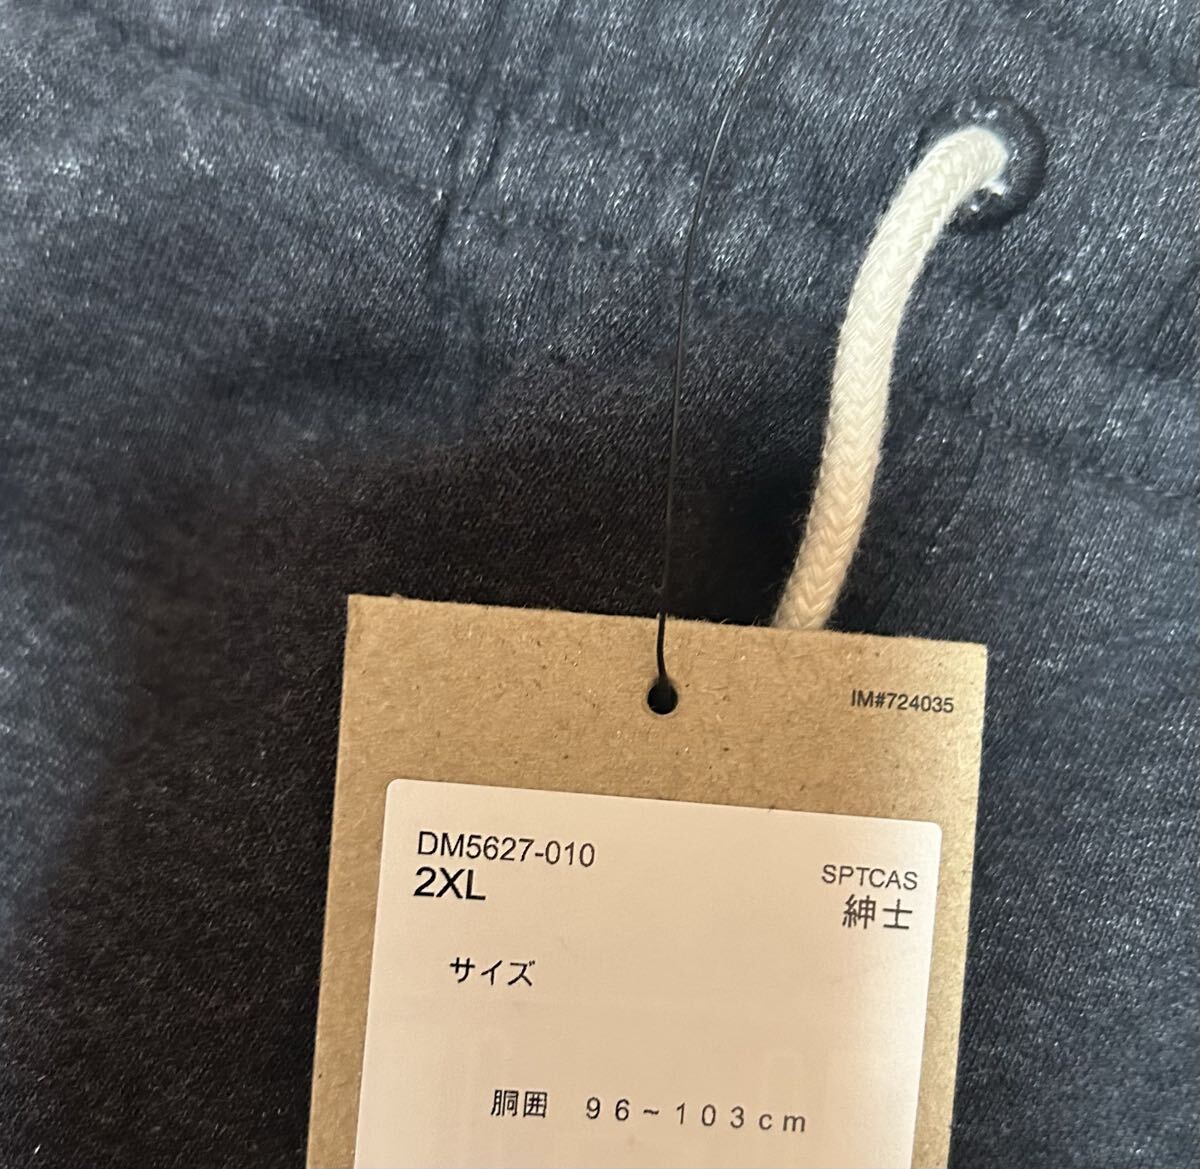 IM#724035
DM5627-010
2XL
SPTCAS
紳士
サイズ
胴囲　９６~１０３ｃｍ